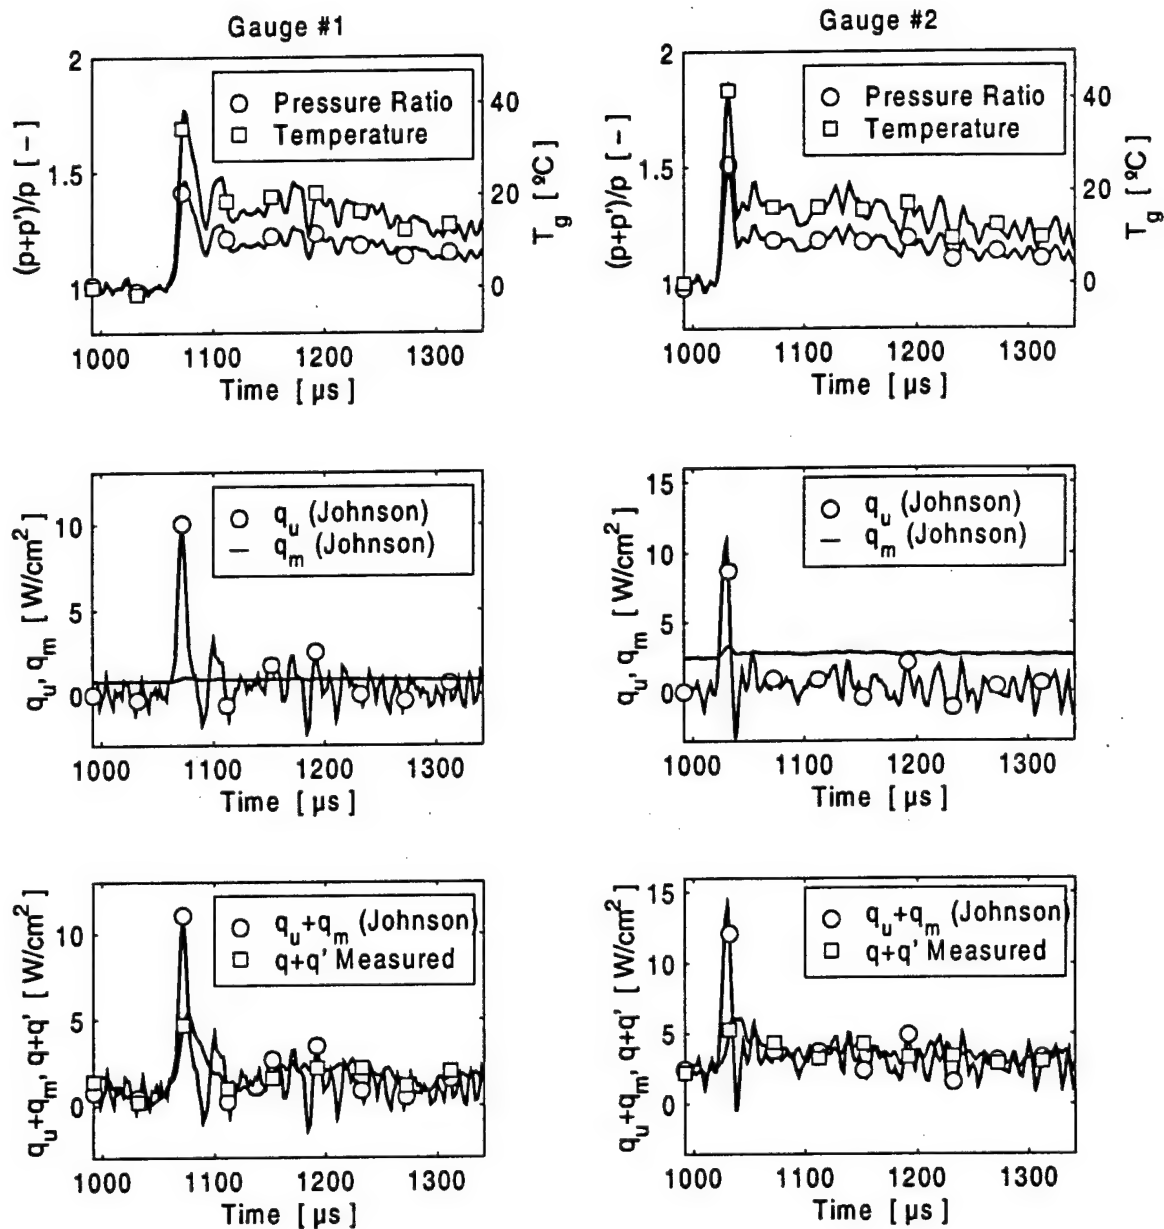 Gauge #1
2
1.5
1
(p+p')/p [ - ]
Pressure Ratio
Temperature
40
20
0
T_g [ ºC ]
1000 1100 1200 1300
Time [ µs ]
Gauge #2
2
1.5
1
(p+p')/p [ - ]
Pressure Ratio
Temperature
40
20
0
T_g [ ºC ]
1000 1100 1200 1300
Time [ µs ]
10
5
0
q_u, q_m [ W/cm² ]
q_u (Johnson)
q_m (Johnson)
1000 1100 1200 1300
Time [ µs ]
15
10
5
0
q_u, q_m [ W/cm² ]
q_u (Johnson)
q_m (Johnson)
1000 1100 1200 1300
Time [ µs ]
10
5
0
q_u+q_m, q+q' [ W/cm² ]
q_u+q_m (Johnson)
q+q' Measured
1000 1100 1200 1300
Time [ µs ]
15
10
5
0
q_u+q_m, q+q' [ W/cm² ]
q_u+q_m (Johnson)
q+q' Measured
1000 1100 1200 1300
Time [ µs ]